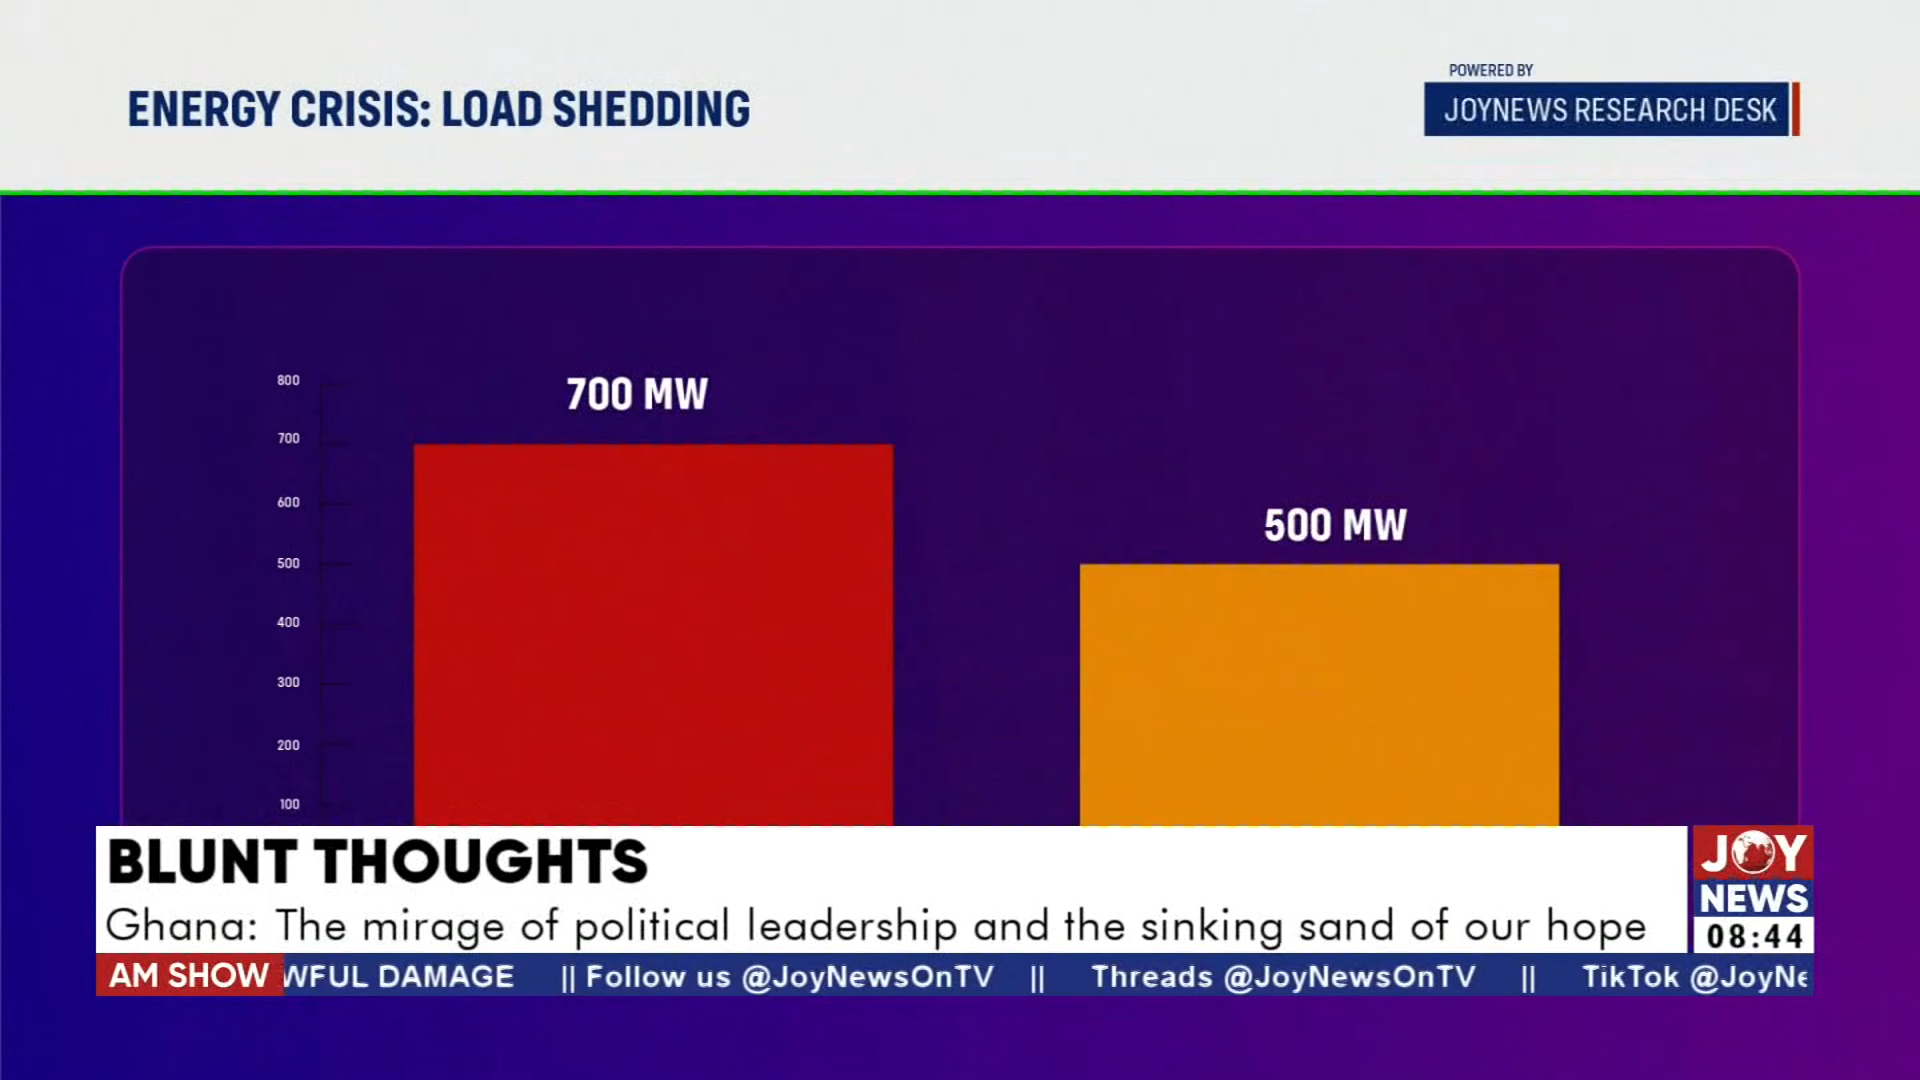 POWERED BY
ENERGY CRISIS: LOAD SHEDDING
JOYNEWS RESEARCH DESK
800
700 MW
700
600
500 MW
500
400
300
200
100
BLUNT THOUGHTS
JOY
NEWS
Ghana: The mirage of political leadership and the sinking sand of our hope
08:44
AM SHOW
WFUL DAMAGE || Follow us @JoyNewsOnTV || Threads @JoyNewsOnTV || TikTok @JoyNe